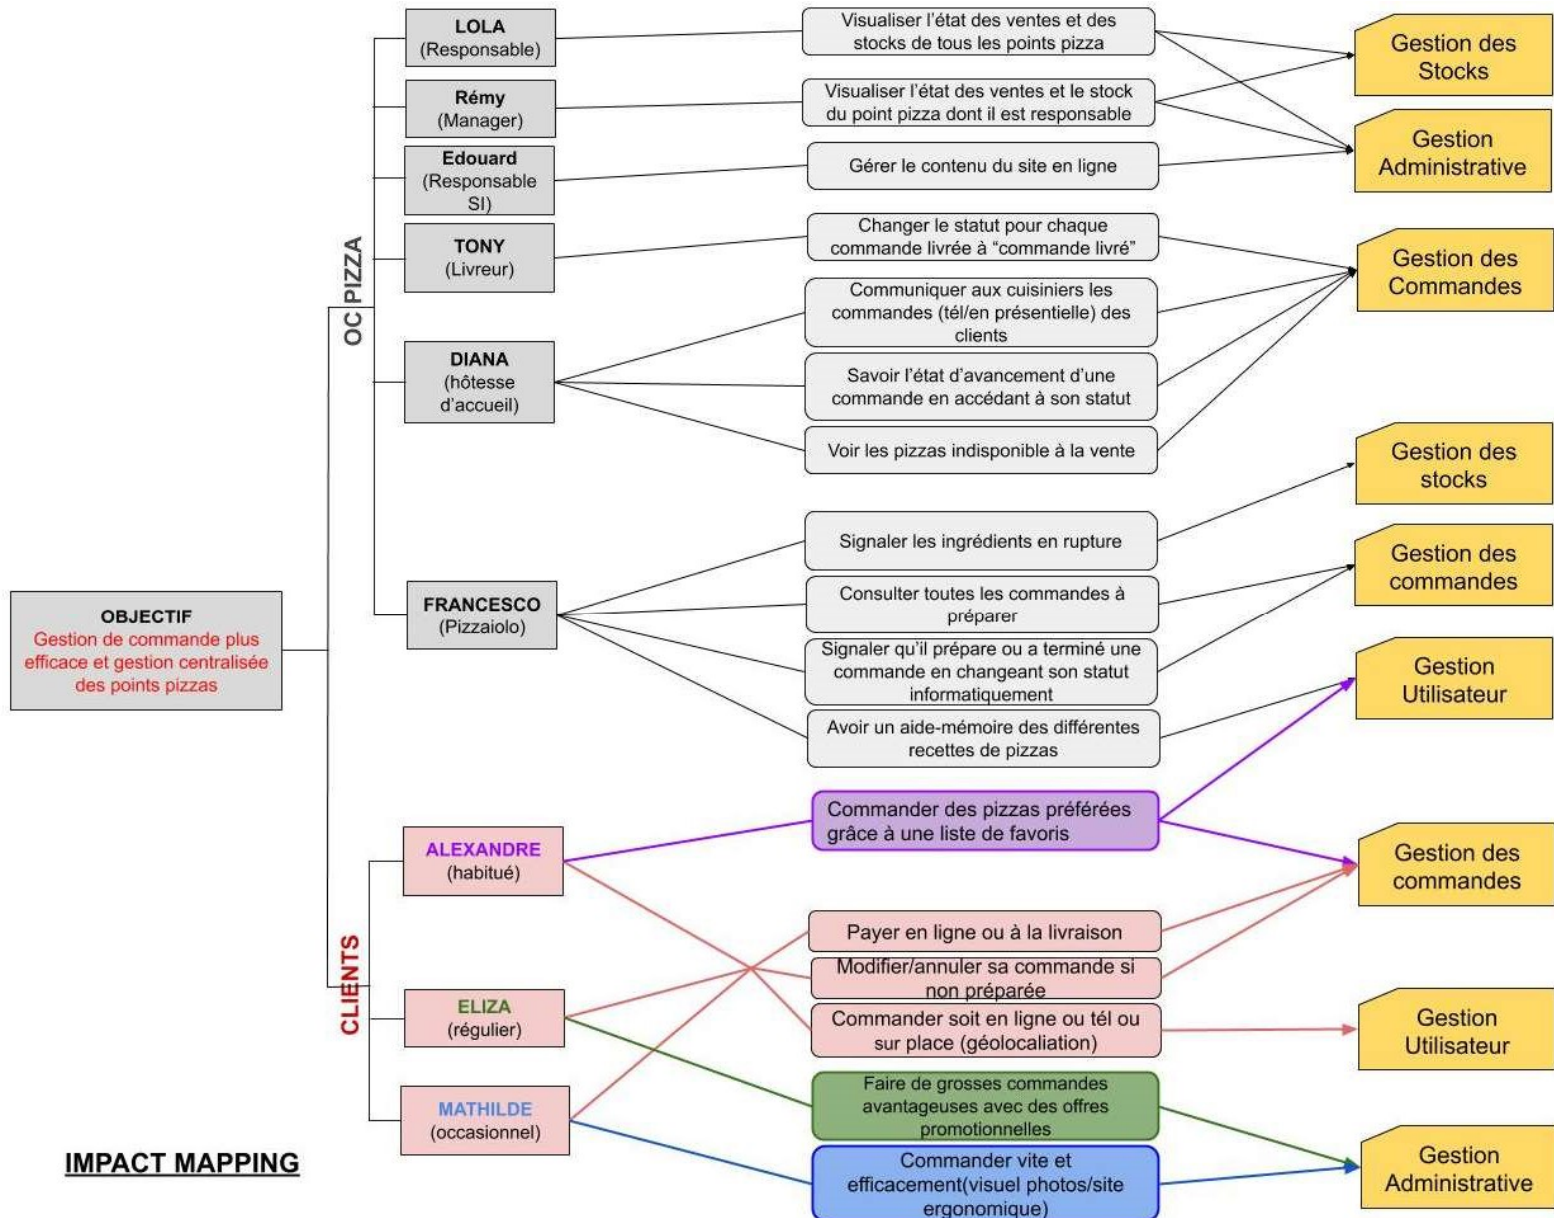 LOLA
(Responsable)
Visualiser l’état des ventes et des
stocks de tous les points pizza
Gestion des
Stocks
Rémy
(Manager)
Visualiser l’état des ventes et le stock
du point pizza dont il est responsable
Gestion
Administrative
Edouard
(Responsable
SI)
Gérer le contenu du site en ligne
OC PIZZA
TONY
(Livreur)
Changer le statut pour chaque
commande livrée à “commande livré”
Gestion des
Commandes
DIANA
(hôtesse
d’accueil)
Communiquer aux cuisiniers les
commandes (tél/en présentielle) des
clients
Savoir l’état d’avancement d’une
commande en accédant à son statut
Voir les pizzas indisponible à la vente
Gestion des
stocks
FRANCESCO
(Pizzaiolo)
Signaler les ingrédients en rupture
Consulter toutes les commandes à
préparer
Signaler qu’il prépare ou a terminé une
commande en changeant son statut
informatiquement
Avoir un aide-mémoire des différentes
recettes de pizzas
Gestion des
commandes
Gestion
Utilisateur
OBJECTIF
Gestion de commande plus
efficace et gestion centralisée
des points pizzas
CLIENTS
ALEXANDRE
(habitué)
Commander des pizzas préférées
grâce à une liste de favoris
Gestion des
commandes
Payer en ligne ou à la livraison
Modifier/annuler sa commande si
non préparée
ELIZA
(régulier)
Commander soit en ligne ou tél ou
sur place (géolocaliation)
Gestion
Utilisateur
MATHILDE
(occasionnel)
Faire de grosses commandes
avantageuses avec des offres
promotionnelles
Commander vite et
efficacement(visuel photos/site
ergonomique)
Gestion
Administrative
IMPACT MAPPING